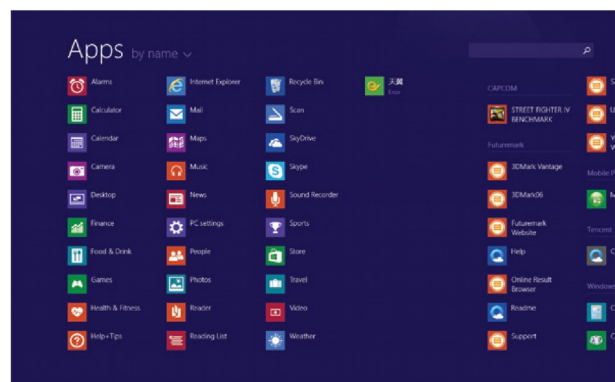 Apps by name
Alarms
Calculator
Calendar
Camera
Desktop
Finance
Food & Drink
Games
Health & Fitness
Help+Tips
Internet Explorer
Mail
Maps
Music
News
PC settings
People
Photos
Reader
Reading List
Recycle Bin
Scan
SkyDrive
Skype
Sound Recorder
Sports
Store
Travel
Video
Weather
天翼
Error
CAPCOM
STREET FIGHTER IV
BENCHMARK
Futuremark
3DMark Vantage
3DMark06
Futuremark
Website
Help
Online Result
Browser
Readme
Support
Mobile P
Tencent
Windows